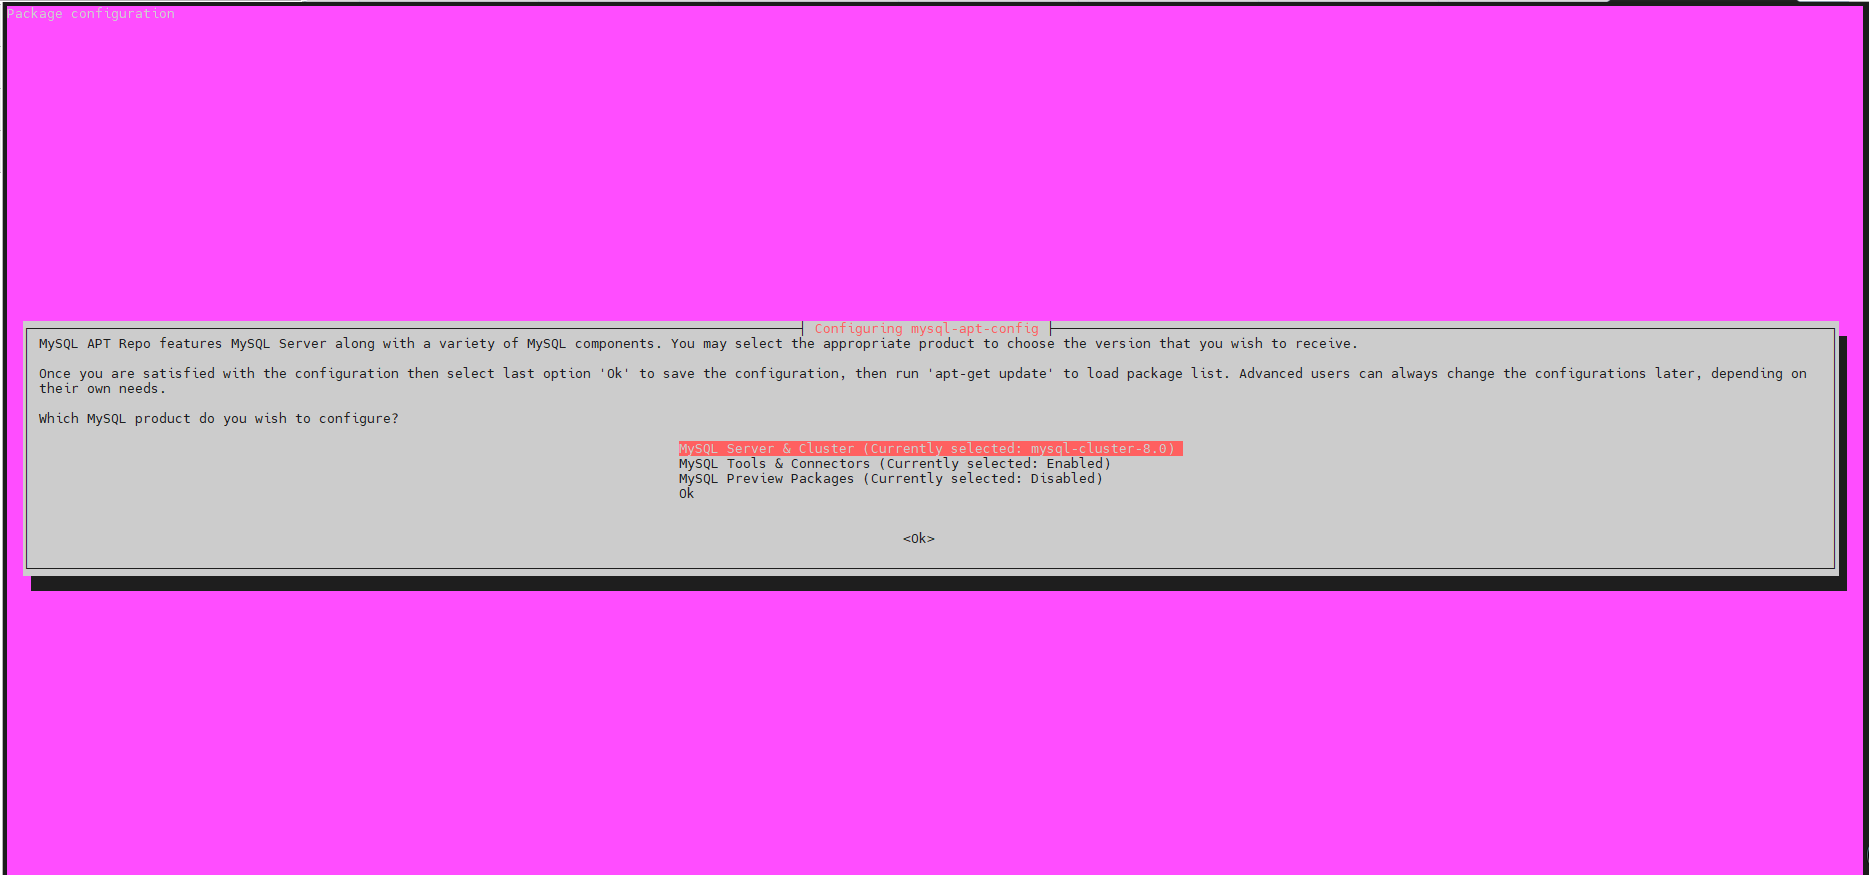 Package configuration
Configuring mysql-apt-config
MySQL APT Repo features MySQL Server along with a variety of MySQL components. You may select the appropriate product to choose the version that you wish to receive.
Once you are satisfied with the configuration then select last option 'Ok' to save the configuration, then run 'apt-get update' to load package list. Advanced users can always change the configurations later, depending on
their own needs.
Which MySQL product do you wish to configure?
MySQL Server & Cluster (Currently selected: mysql-cluster-8.0)
MySQL Tools & Connectors (Currently selected: Enabled)
MySQL Preview Packages (Currently selected: Disabled)
Ok
<Ok>